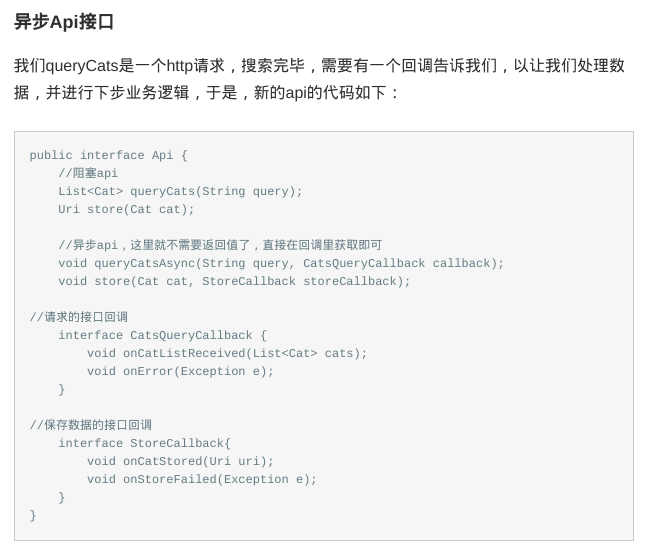 异步Api接口
我们queryCats是一个http请求，搜索完毕，需要有一个回调告诉我们，以让我们处理数
据，并进行下步业务逻辑，于是，新的api的代码如下：
public interface Api {
    //阻塞api
    List<Cat> queryCats(String query);
    Uri store(Cat cat);

    //异步api，这里就不需要返回值了，直接在回调里获取即可
    void queryCatsAsync(String query, CatsQueryCallback callback);
    void store(Cat cat, StoreCallback storeCallback);

//请求的接口回调
    interface CatsQueryCallback {
        void onCatListReceived(List<Cat> cats);
        void onError(Exception e);
    }

//保存数据的接口回调
    interface StoreCallback{
        void onCatStored(Uri uri);
        void onStoreFailed(Exception e);
    }
}